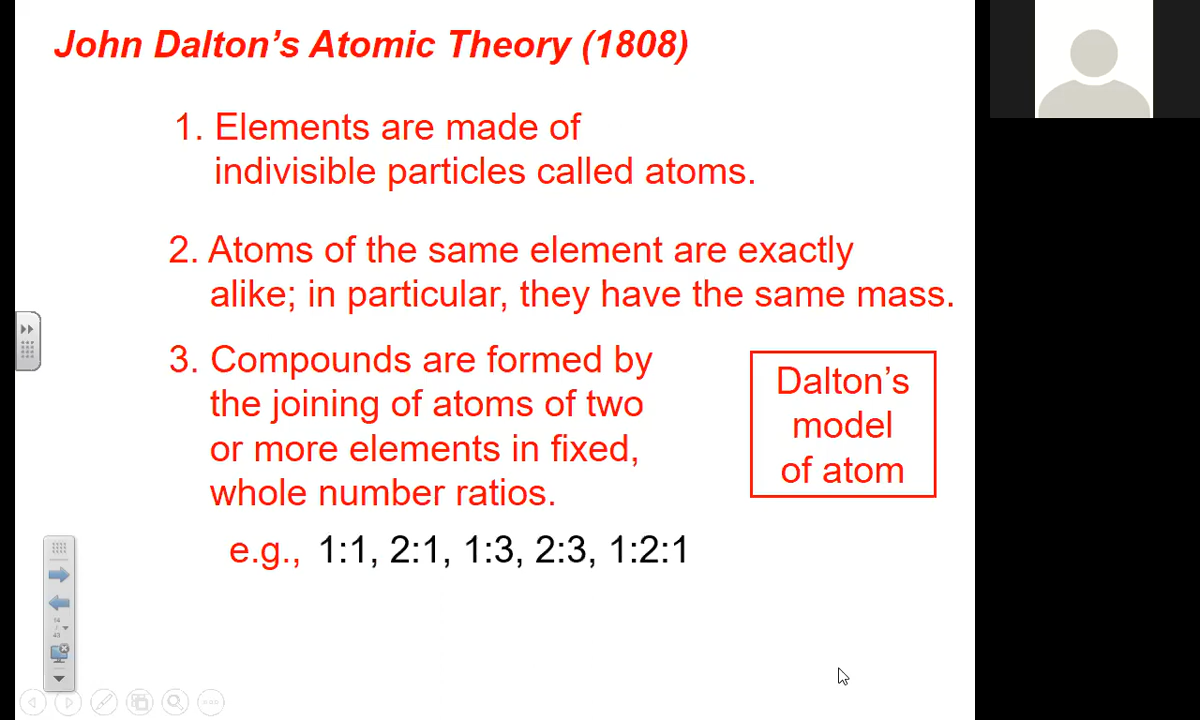 John Dalton’s Atomic Theory (1808)
1. Elements are made of
indivisible particles called atoms.
2. Atoms of the same element are exactly
alike; in particular, they have the same mass.
3. Compounds are formed by
the joining of atoms of two
or more elements in fixed,
whole number ratios.
e.g., 1:1, 2:1, 1:3, 2:3, 1:2:1
Dalton’s
model
of atom